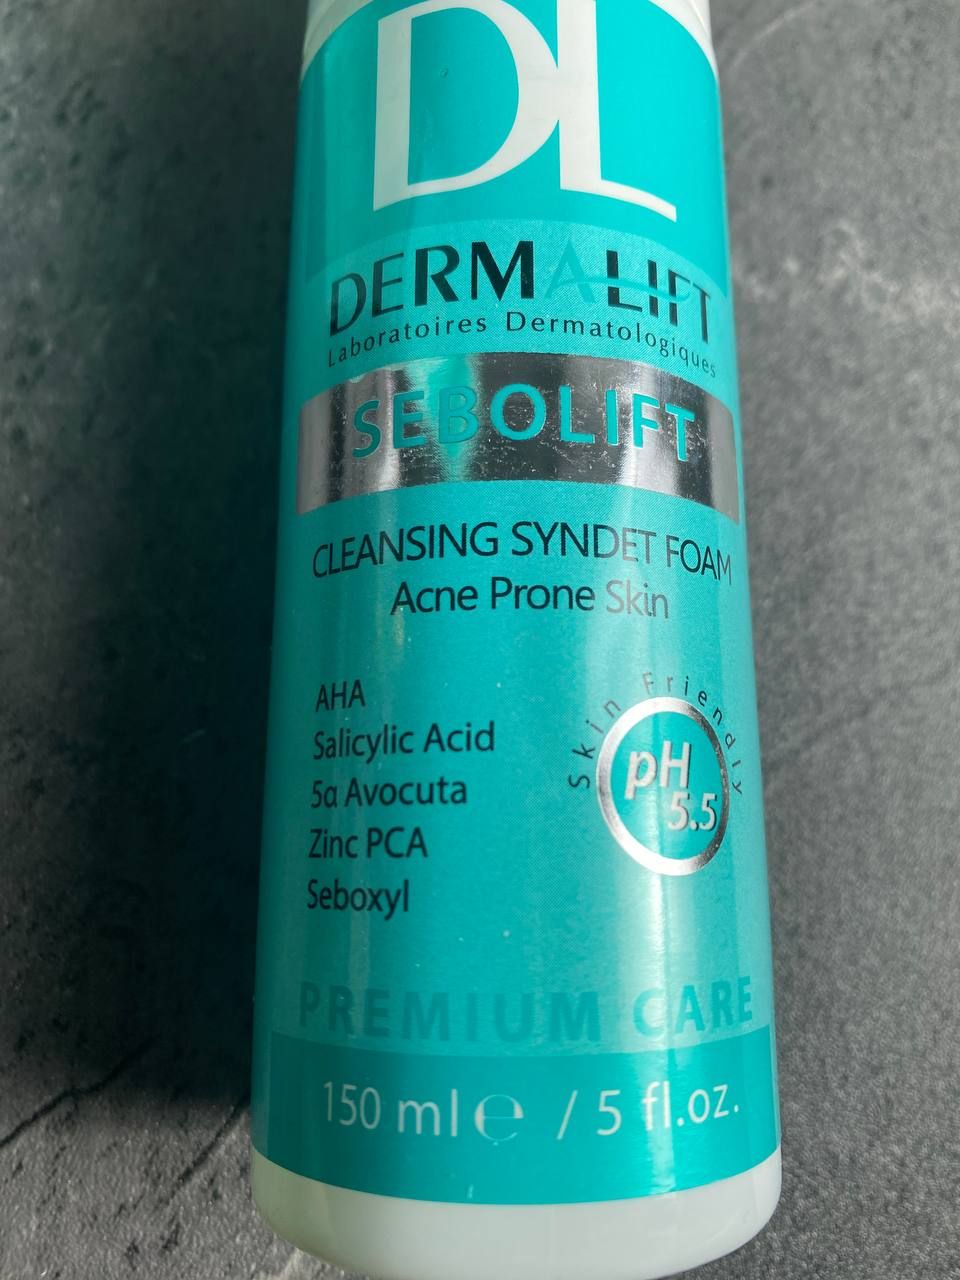 DL
DERMALIFT
Laboratoires Dermatologiques
SEBOLIFT
CLEANSING SYNDET FOAM
Acne Prone Skin
AHA
Salicylic Acid
5α Avocuta
Zinc PCA
Seboxyl
Skin Friendly
pH
5.5
PREMIUM CARE
150 ml ℮ / 5 fl.oz.